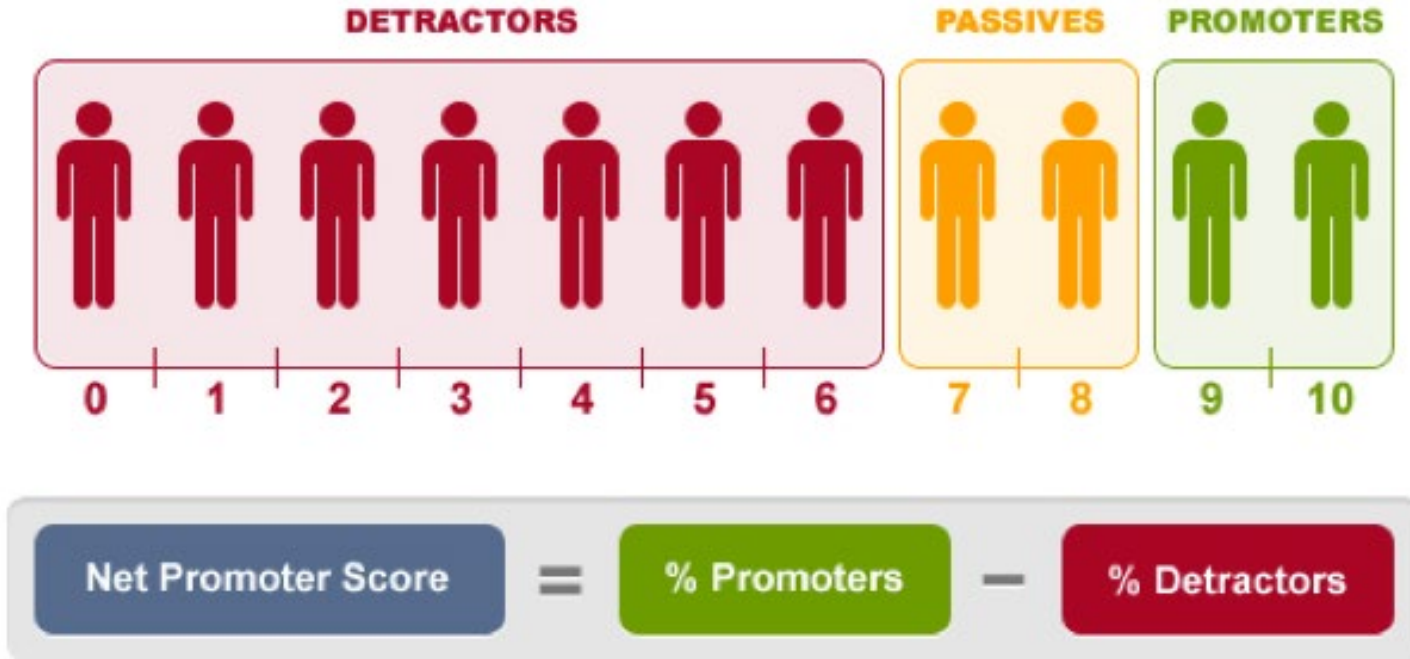 DETRACTORS PASSIVES PROMOTERS
0 1 2 3 4 5 6 7 8 9 10
Net Promoter Score = % Promoters − % Detractors